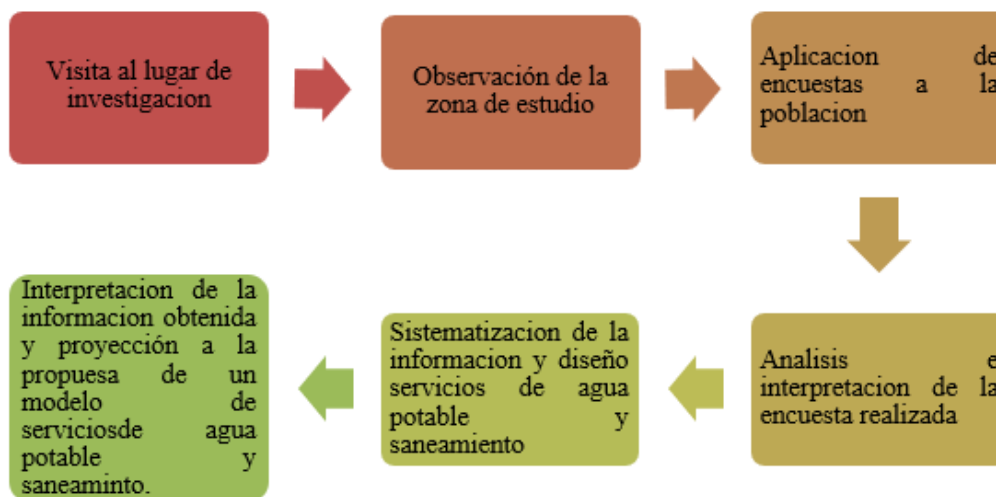 Visita al lugar de
investigacion
Observación de la
zona de estudio
Aplicacion de
encuestas a la
poblacion
Analisis e
interpretacion de la
encuesta realizada
Sistematizacion de la
informacion y diseño
servicios de agua
potable y
saneamiento
Interpretacion de la
informacion obtenida
y proyección a la
propuesa de un
modelo de
serviciosde agua
potable y
saneaminto.